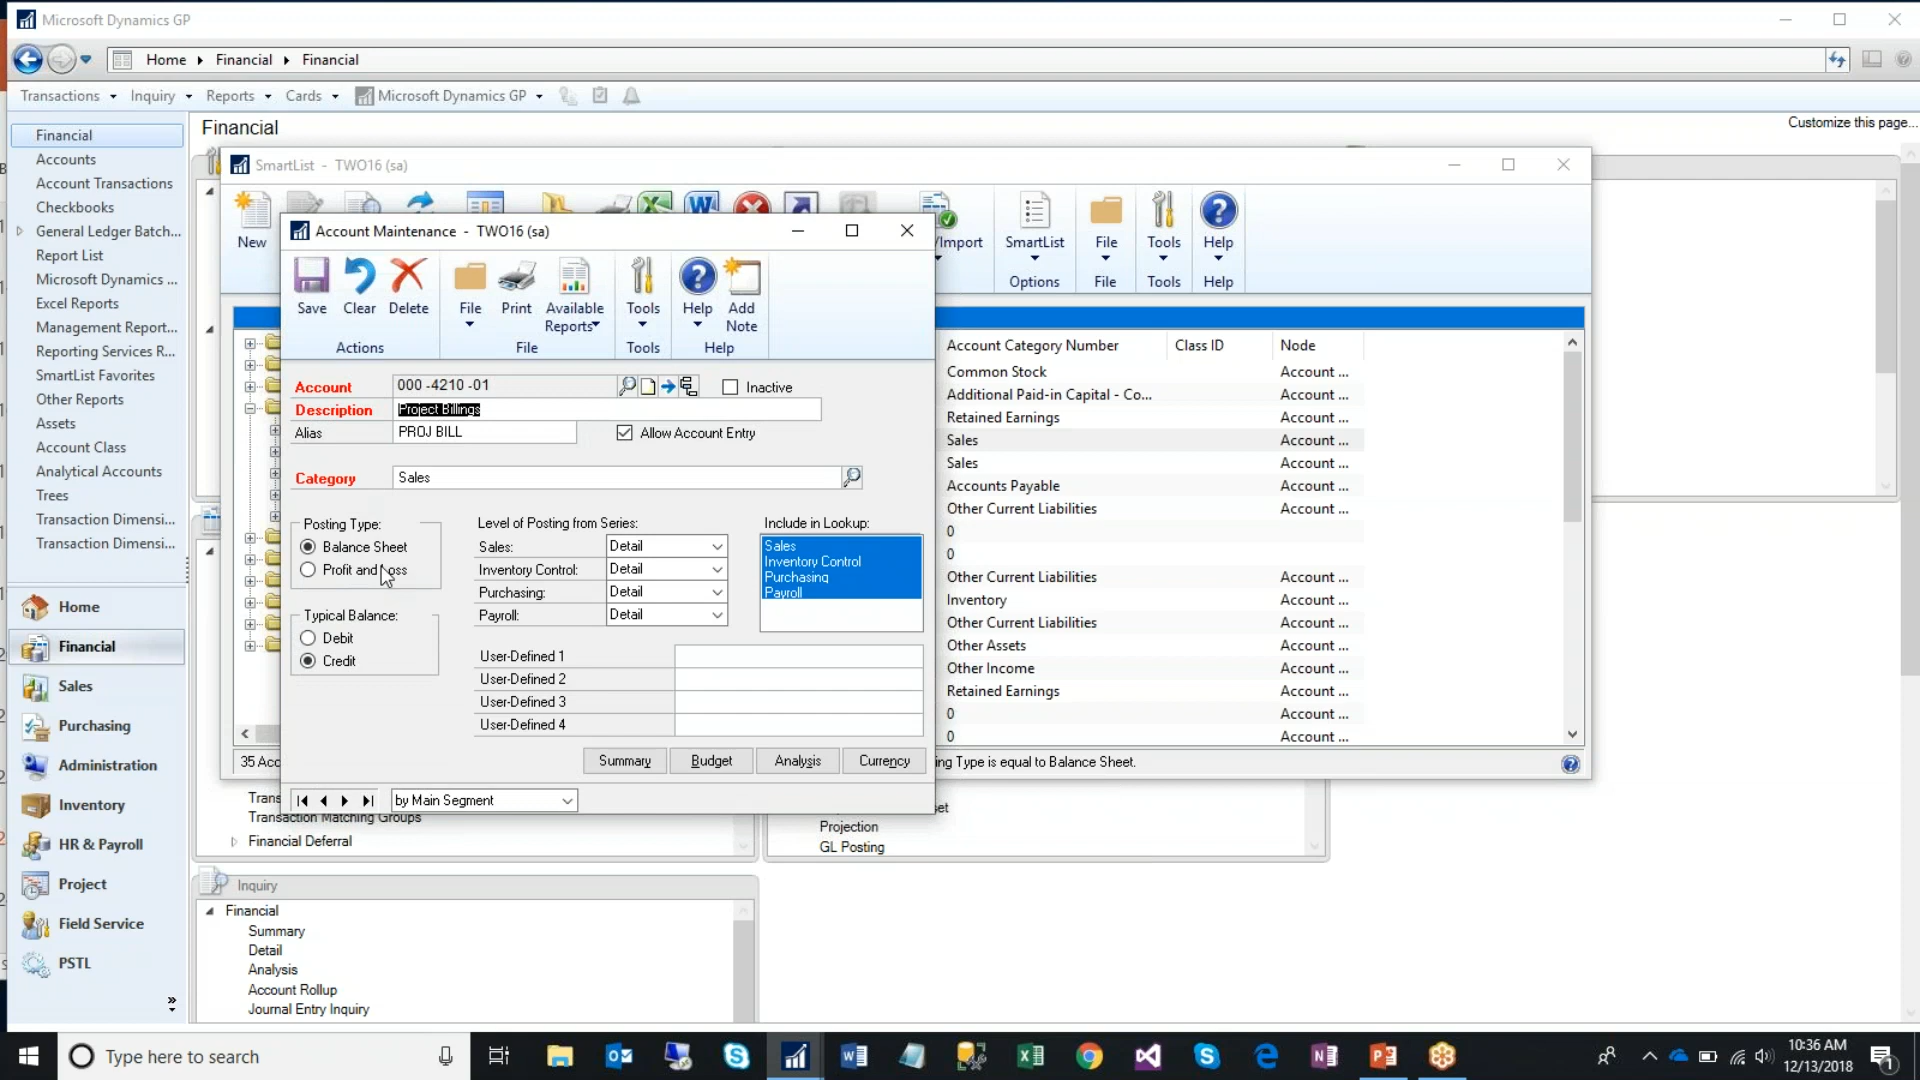 Microsoft Dynamics GP
Home Financial Financial
Transactions Inquiry Reports Cards Microsoft Dynamics GP
Financial
Customize this page...
Financial
Accounts
Account Transactions
Checkbooks
General Ledger Batch...
Report List
Microsoft Dynamics ...
Excel Reports
Management Report...
Reporting Services R...
SmartList Favorites
Other Reports
Assets
Account Class
Analytical Accounts
Trees
Transaction Dimensi...
Transaction Dimensi...
Home
Financial
Sales
Purchasing
Administration
Inventory
HR & Payroll
Project
Field Service
PSTL
SmartList - TWO16 (sa)
New
/Import
SmartList
File
Tools
Help
Options
File
Tools
Help
Account Maintenance - TWO16 (sa)
Save
Clear
Delete
File
Print
Available Reports
Tools
Help
Add Note
Actions
File
Tools
Help
Account 000 -4210 -01
Inactive
Description Project Billings
Alias PROJ BILL
Allow Account Entry
Category Sales
Posting Type:
Balance Sheet
Profit and Loss
Typical Balance:
Debit
Credit
Level of Posting from Series:
Sales: Detail
Inventory Control: Detail
Purchasing: Detail
Payroll: Detail
Include in Lookup:
Sales
Inventory Control
Purchasing
Payroll
User-Defined 1
User-Defined 2
User-Defined 3
User-Defined 4
Summary Budget Analysis Currency
by Main Segment
Account Category Number Class ID Node
Common Stock Account ...
Additional Paid-in Capital - Co... Account ...
Retained Earnings Account ...
Sales Account ...
Sales Account ...
Accounts Payable Account ...
Other Current Liabilities Account ...
0 Account ...
0 Account ...
Other Current Liabilities Account ...
Inventory Account ...
Other Current Liabilities Account ...
Other Assets Account ...
Other Income Account ...
Retained Earnings Account ...
0 Account ...
0 Account ...
35 Acc
ng Type is equal to Balance Sheet.
Trans
Transaction Matching Groups
Financial Deferral
et
Projection
GL Posting
Inquiry
Financial
Summary
Detail
Analysis
Account Rollup
Journal Entry Inquiry
Type here to search
10:36 AM
12/13/2018
1